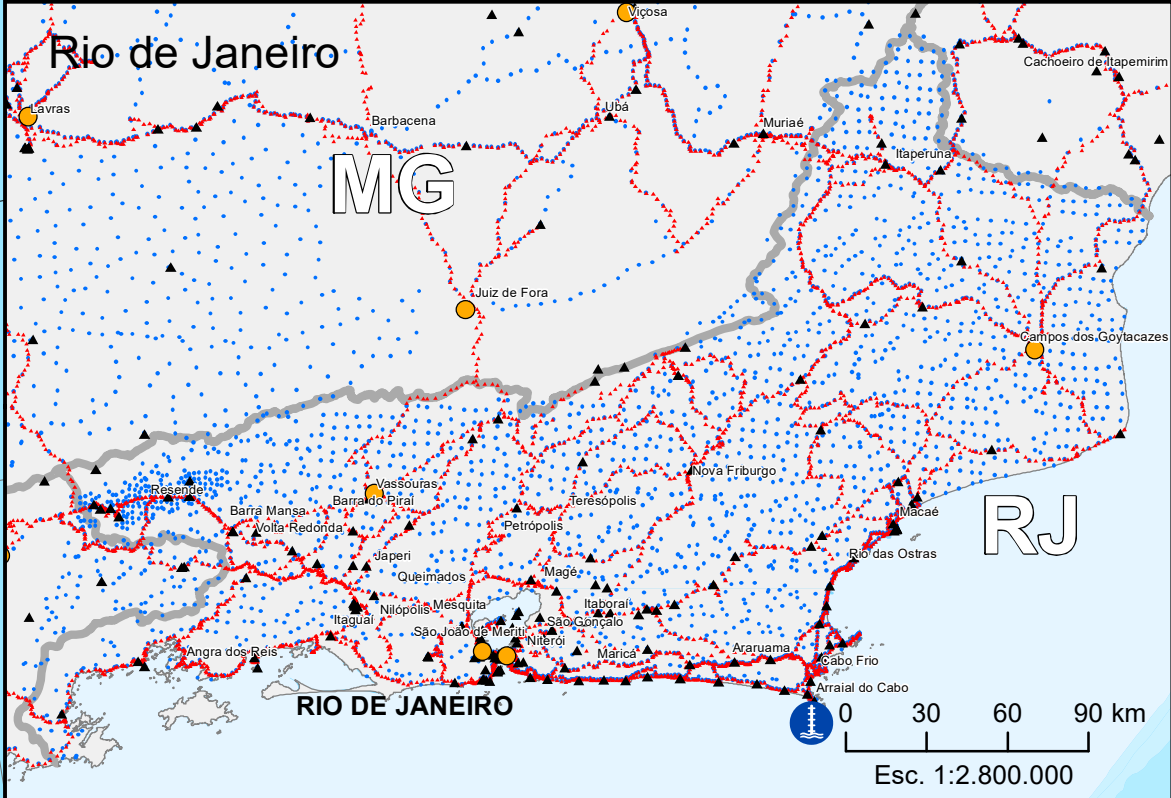 Viçosa
Rio de Janeiro
Cachoeiro de Itapemirim
Lavras
Ubá
Barbacena
Muriaé
MG
Itaperuna
Juiz de Fora
Campos dos Goytacazes
Nova Friburgo
Vassouras
Resende
Barra do Piraí
Teresópolis
Barra Mansa
Macaé
RJ
Volta Redonda
Petrópolis
Japeri
Rio das Ostras
Queimados
Magé
Mesquita
Itaboraí
Nilópolis
Itaguaí
São Gonçalo
São João de Meriti
Niterói
Angra dos Reis
Maricá
Araruama
Cabo Frio
Arraial do Cabo
RIO DE JANEIRO
0 30 60 90 km
Esc. 1:2.800.000